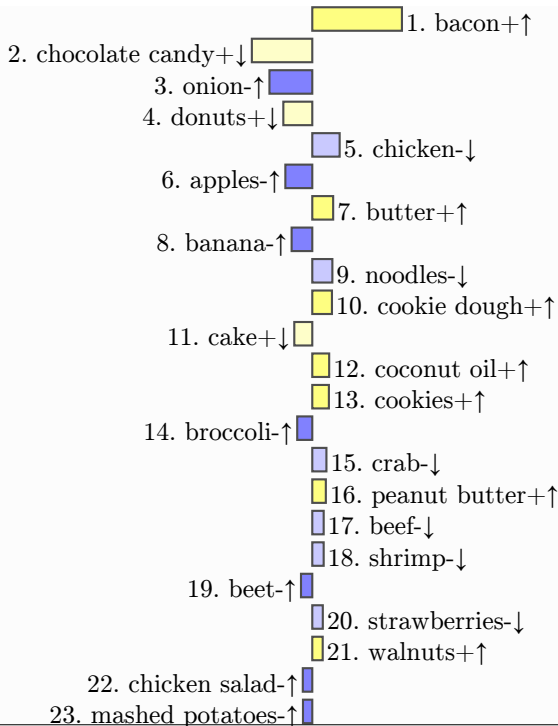 1. bacon+↑
2. chocolate candy+↓
3. onion-↑
4. donuts+↓
5. chicken-↓
6. apples-↑
7. butter+↑
8. banana-↑
9. noodles-↓
10. cookie dough+↑
11. cake+↓
12. coconut oil+↑
13. cookies+↑
14. broccoli-↑
15. crab-↓
16. peanut butter+↑
17. beef-↓
18. shrimp-↓
19. beet-↑
20. strawberries-↓
21. walnuts+↑
22. chicken salad-↑
23. mashed potatoes-↑